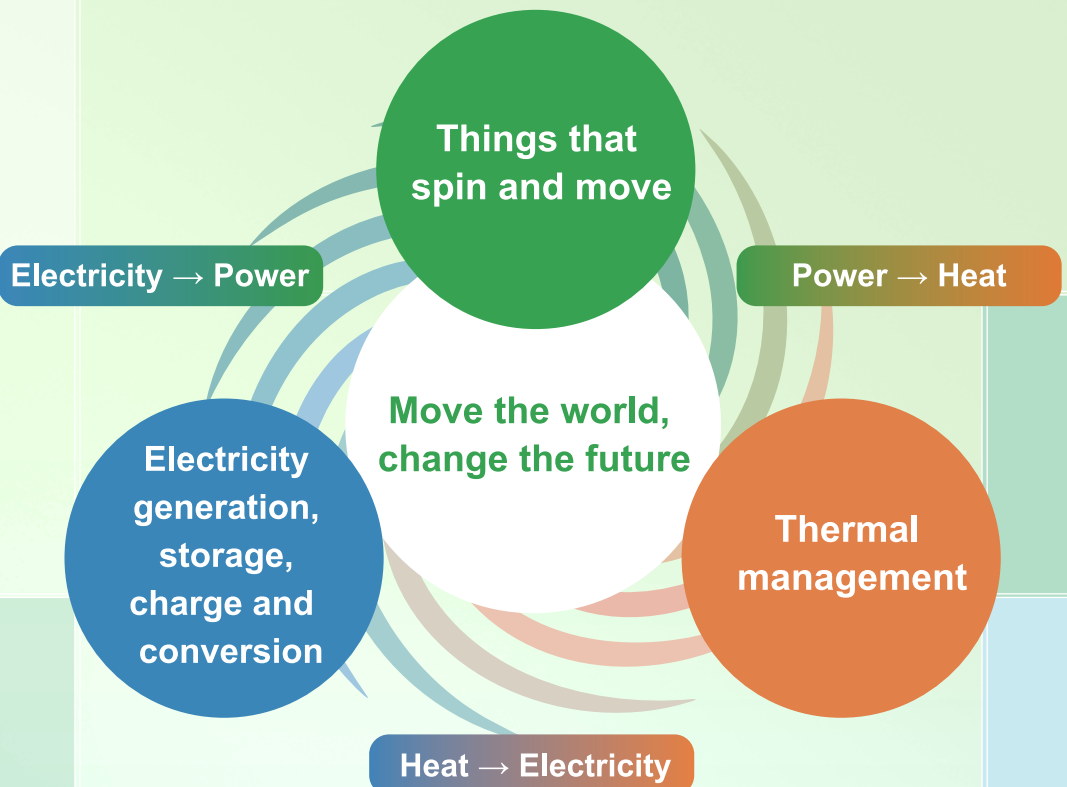 Things that
spin and move
Electricity → Power
Power → Heat
Move the world,
change the future
Electricity
generation,
storage,
charge and
conversion
Thermal
management
Heat → Electricity